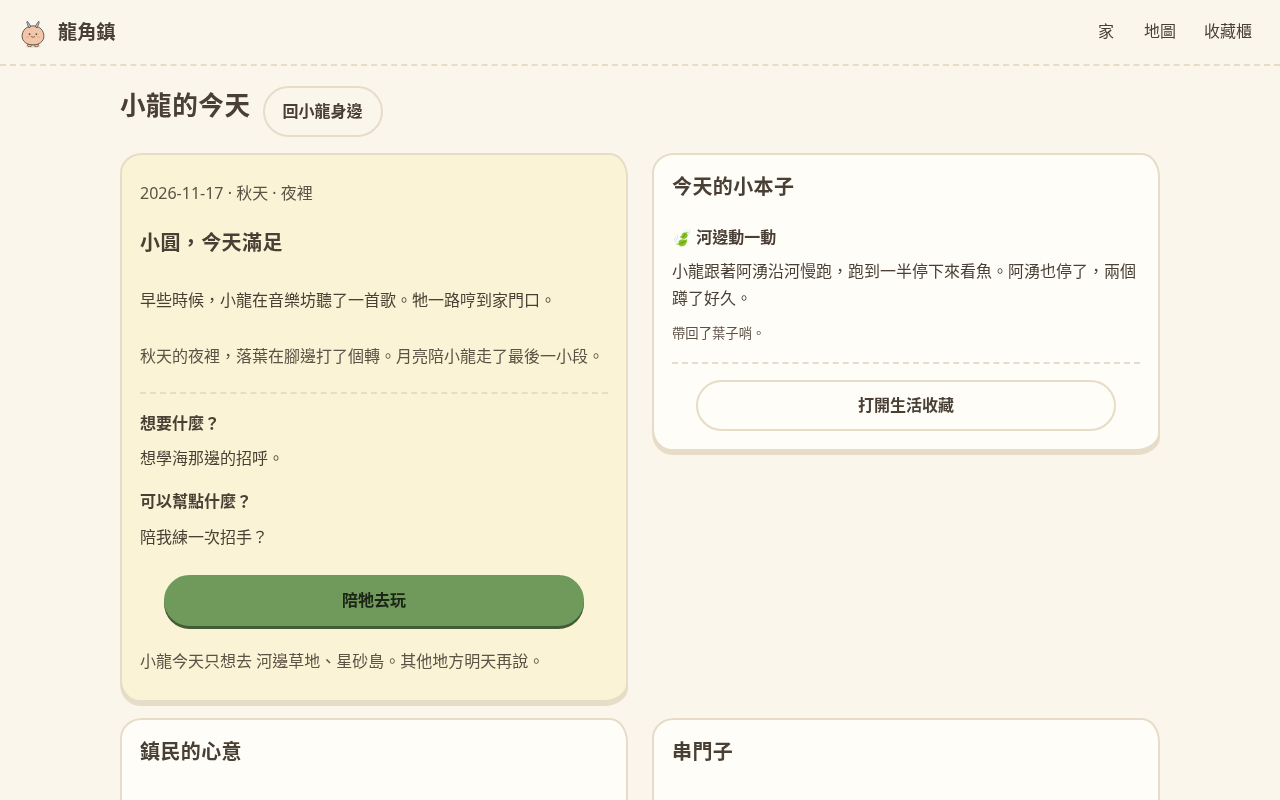 龍角鎮
家
地圖
收藏櫃
小龍的今天
回小龍身邊
2026-11-17 · 秋天 · 夜裡
小圓，今天滿足
早些時候，小龍在音樂坊聽了一首歌。牠一路哼到家門口。
秋天的夜裡，落葉在腳邊打了個轉。月亮陪小龍走了最後一小段。
想要什麼？
想學海那邊的招呼。
可以幫點什麼？
陪我練一次招手？
陪牠去玩
小龍今天只想去 河邊草地、星砂島。其他地方明天再說。
今天的小本子
河邊動一動
小龍跟著阿湧沿河慢跑，跑到一半停下來看魚。阿湧也停了，兩個
蹲了好久。
帶回了葉子哨。
打開生活收藏
鎮民的心意
串門子